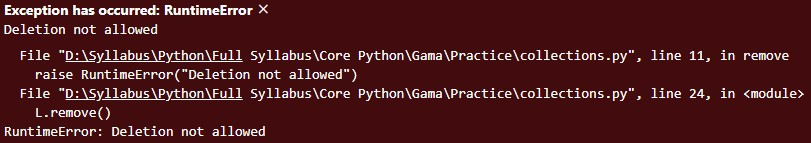 Exception has occurred: RuntimeError ×
Deletion not allowed
File "D:\Syllabus\Python\Full Syllabus\Core Python\Gama\Practice\collections.py", line 11, in remove
raise RuntimeError("Deletion not allowed")
File "D:\Syllabus\Python\Full Syllabus\Core Python\Gama\Practice\collections.py", line 24, in <module>
L.remove()
RuntimeError: Deletion not allowed